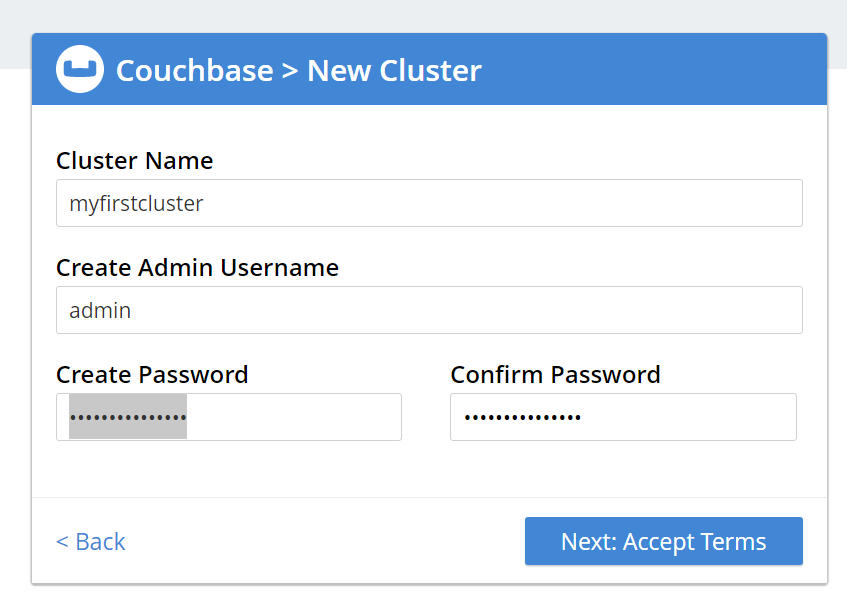 Couchbase > New Cluster
Cluster Name
myfirstcluster
Create Admin Username
admin
Create Password
Confirm Password
•••••••••••••••
•••••••••••••••
< Back
Next: Accept Terms